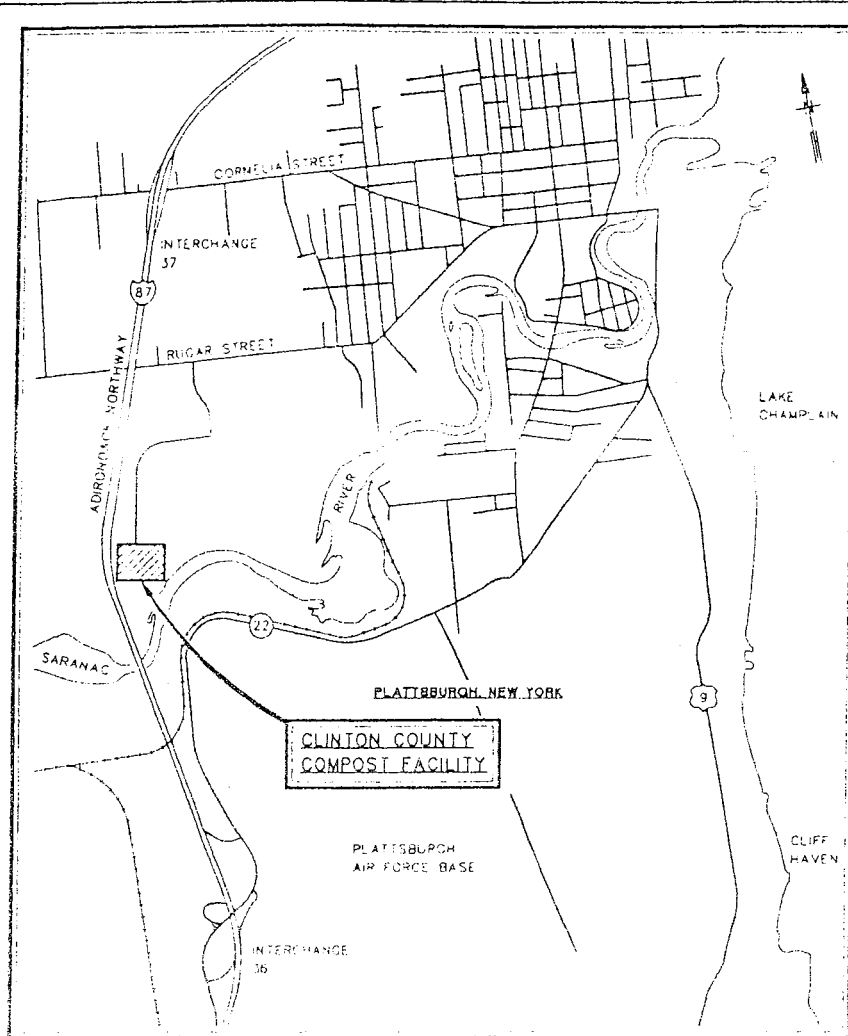 CORNELIA STREET
INTERCHANGE
37
87
ADIRONDACK NORTHWAY
RUGAR STREET
LAKE
CHAMPLAIN
RIVER
22
SARANAC
PLATTSBURGH, NEW YORK
9
CLINTON COUNTY
COMPOST FACILITY
PLATTSBURGH
AIR FORCE BASE
CLIFF
HAVEN
INTERCHANGE
36